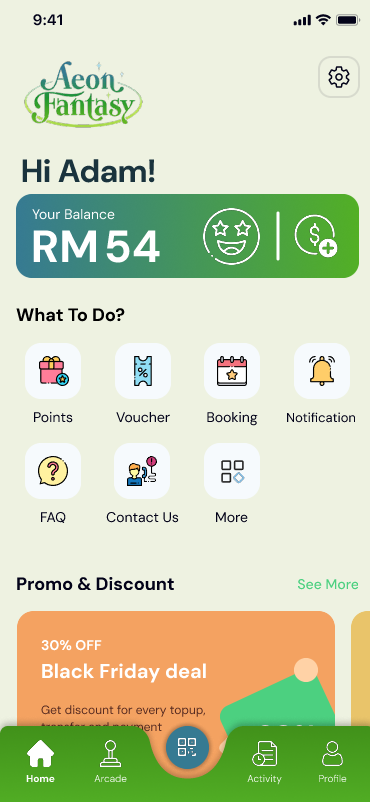 9:41
Aeon
Fantasy
Hi Adam!
Your Balance
RM 54
What To Do?
Points
Voucher
Booking
Notification
FAQ
Contact Us
More
Promo & Discount
See More
30% OFF
Black Friday deal
Get discount for every topup,
transfer and payment
Home
Arcade
Activity
Profile